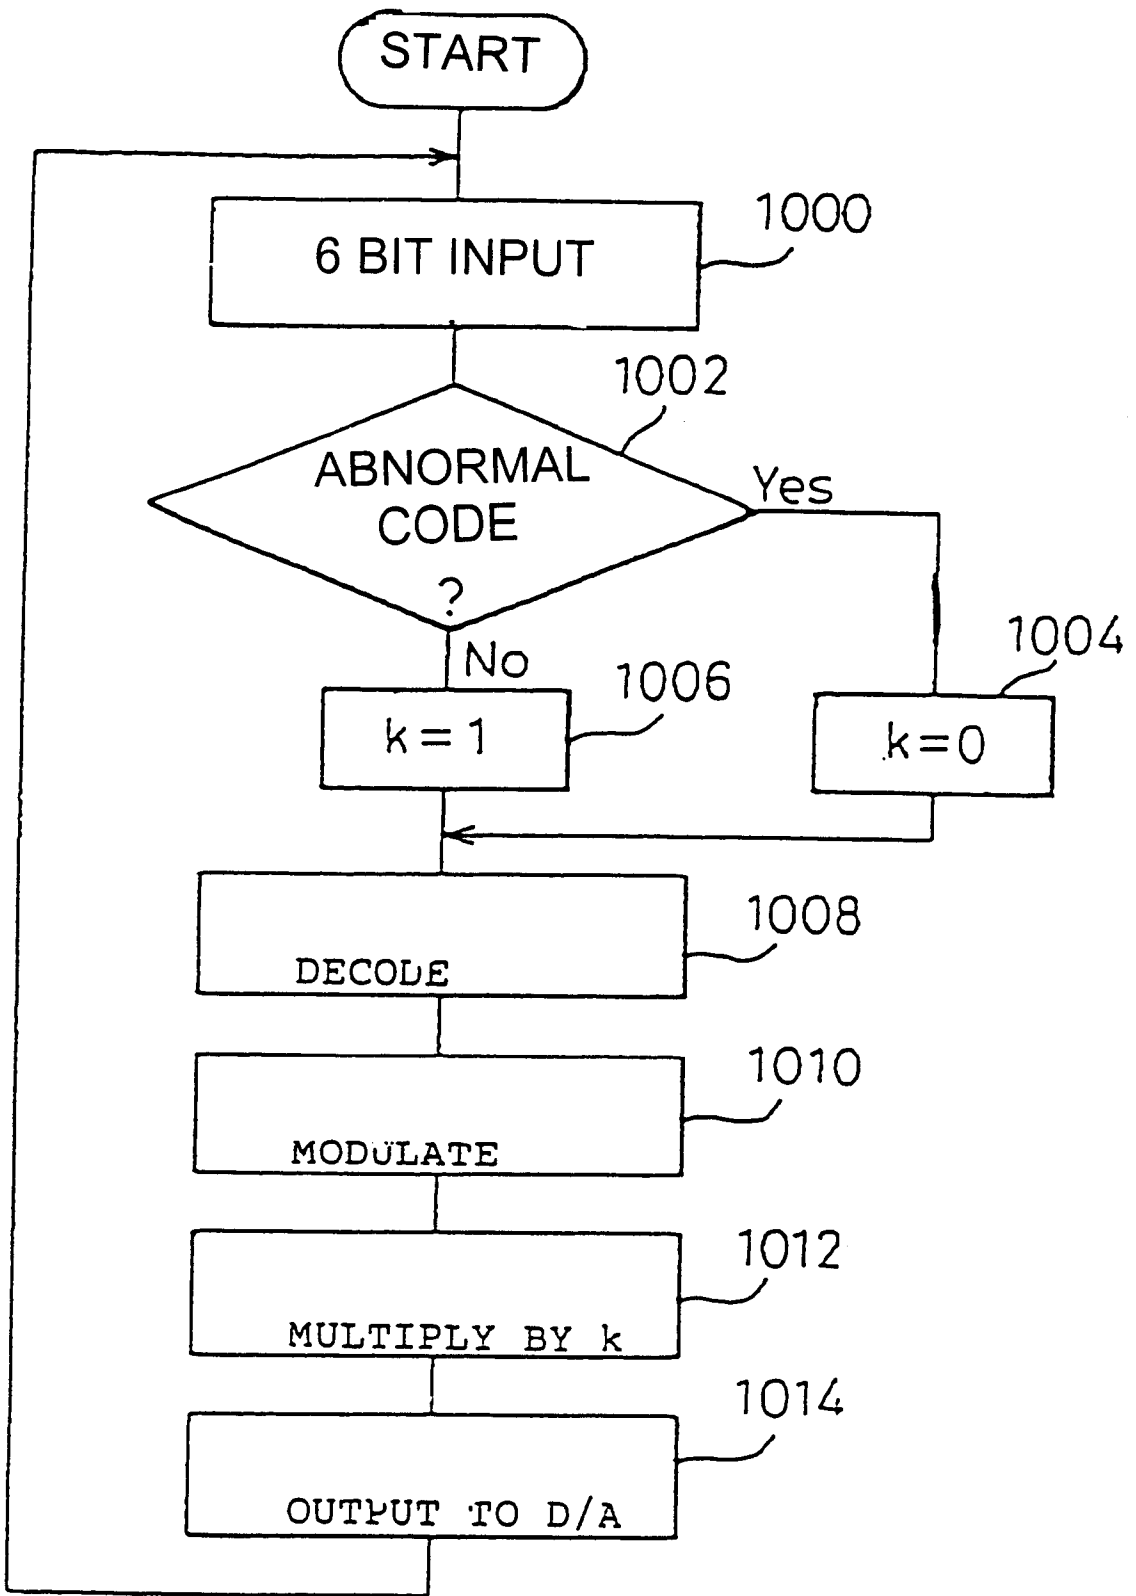 START
6 BIT INPUT
1000
1002
ABNORMAL
CODE
?
Yes
No
1004
k=0
1006
k=1
1008
DECODE
1010
MODULATE
1012
MULTIPLY BY k
1014
OUTPUT TO D/A